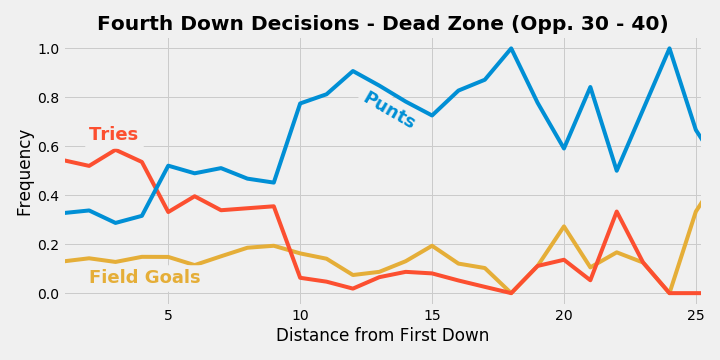 Fourth Down Decisions - Dead Zone (Opp. 30 - 40)
1.0
0.8
0.6
0.4
0.2
0.0
Frequency
Tries
Punts
Field Goals
5
10
15
20
25
Distance from First Down